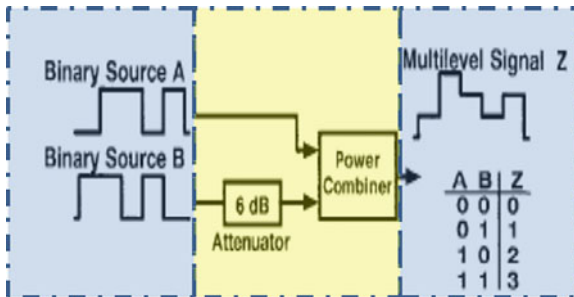 Binary Source A
Binary Source B
6 dB
Attenuator
Power
Combiner
Multilevel Signal Z
A B Z
0 0 0
0 1 1
1 0 2
1 1 3